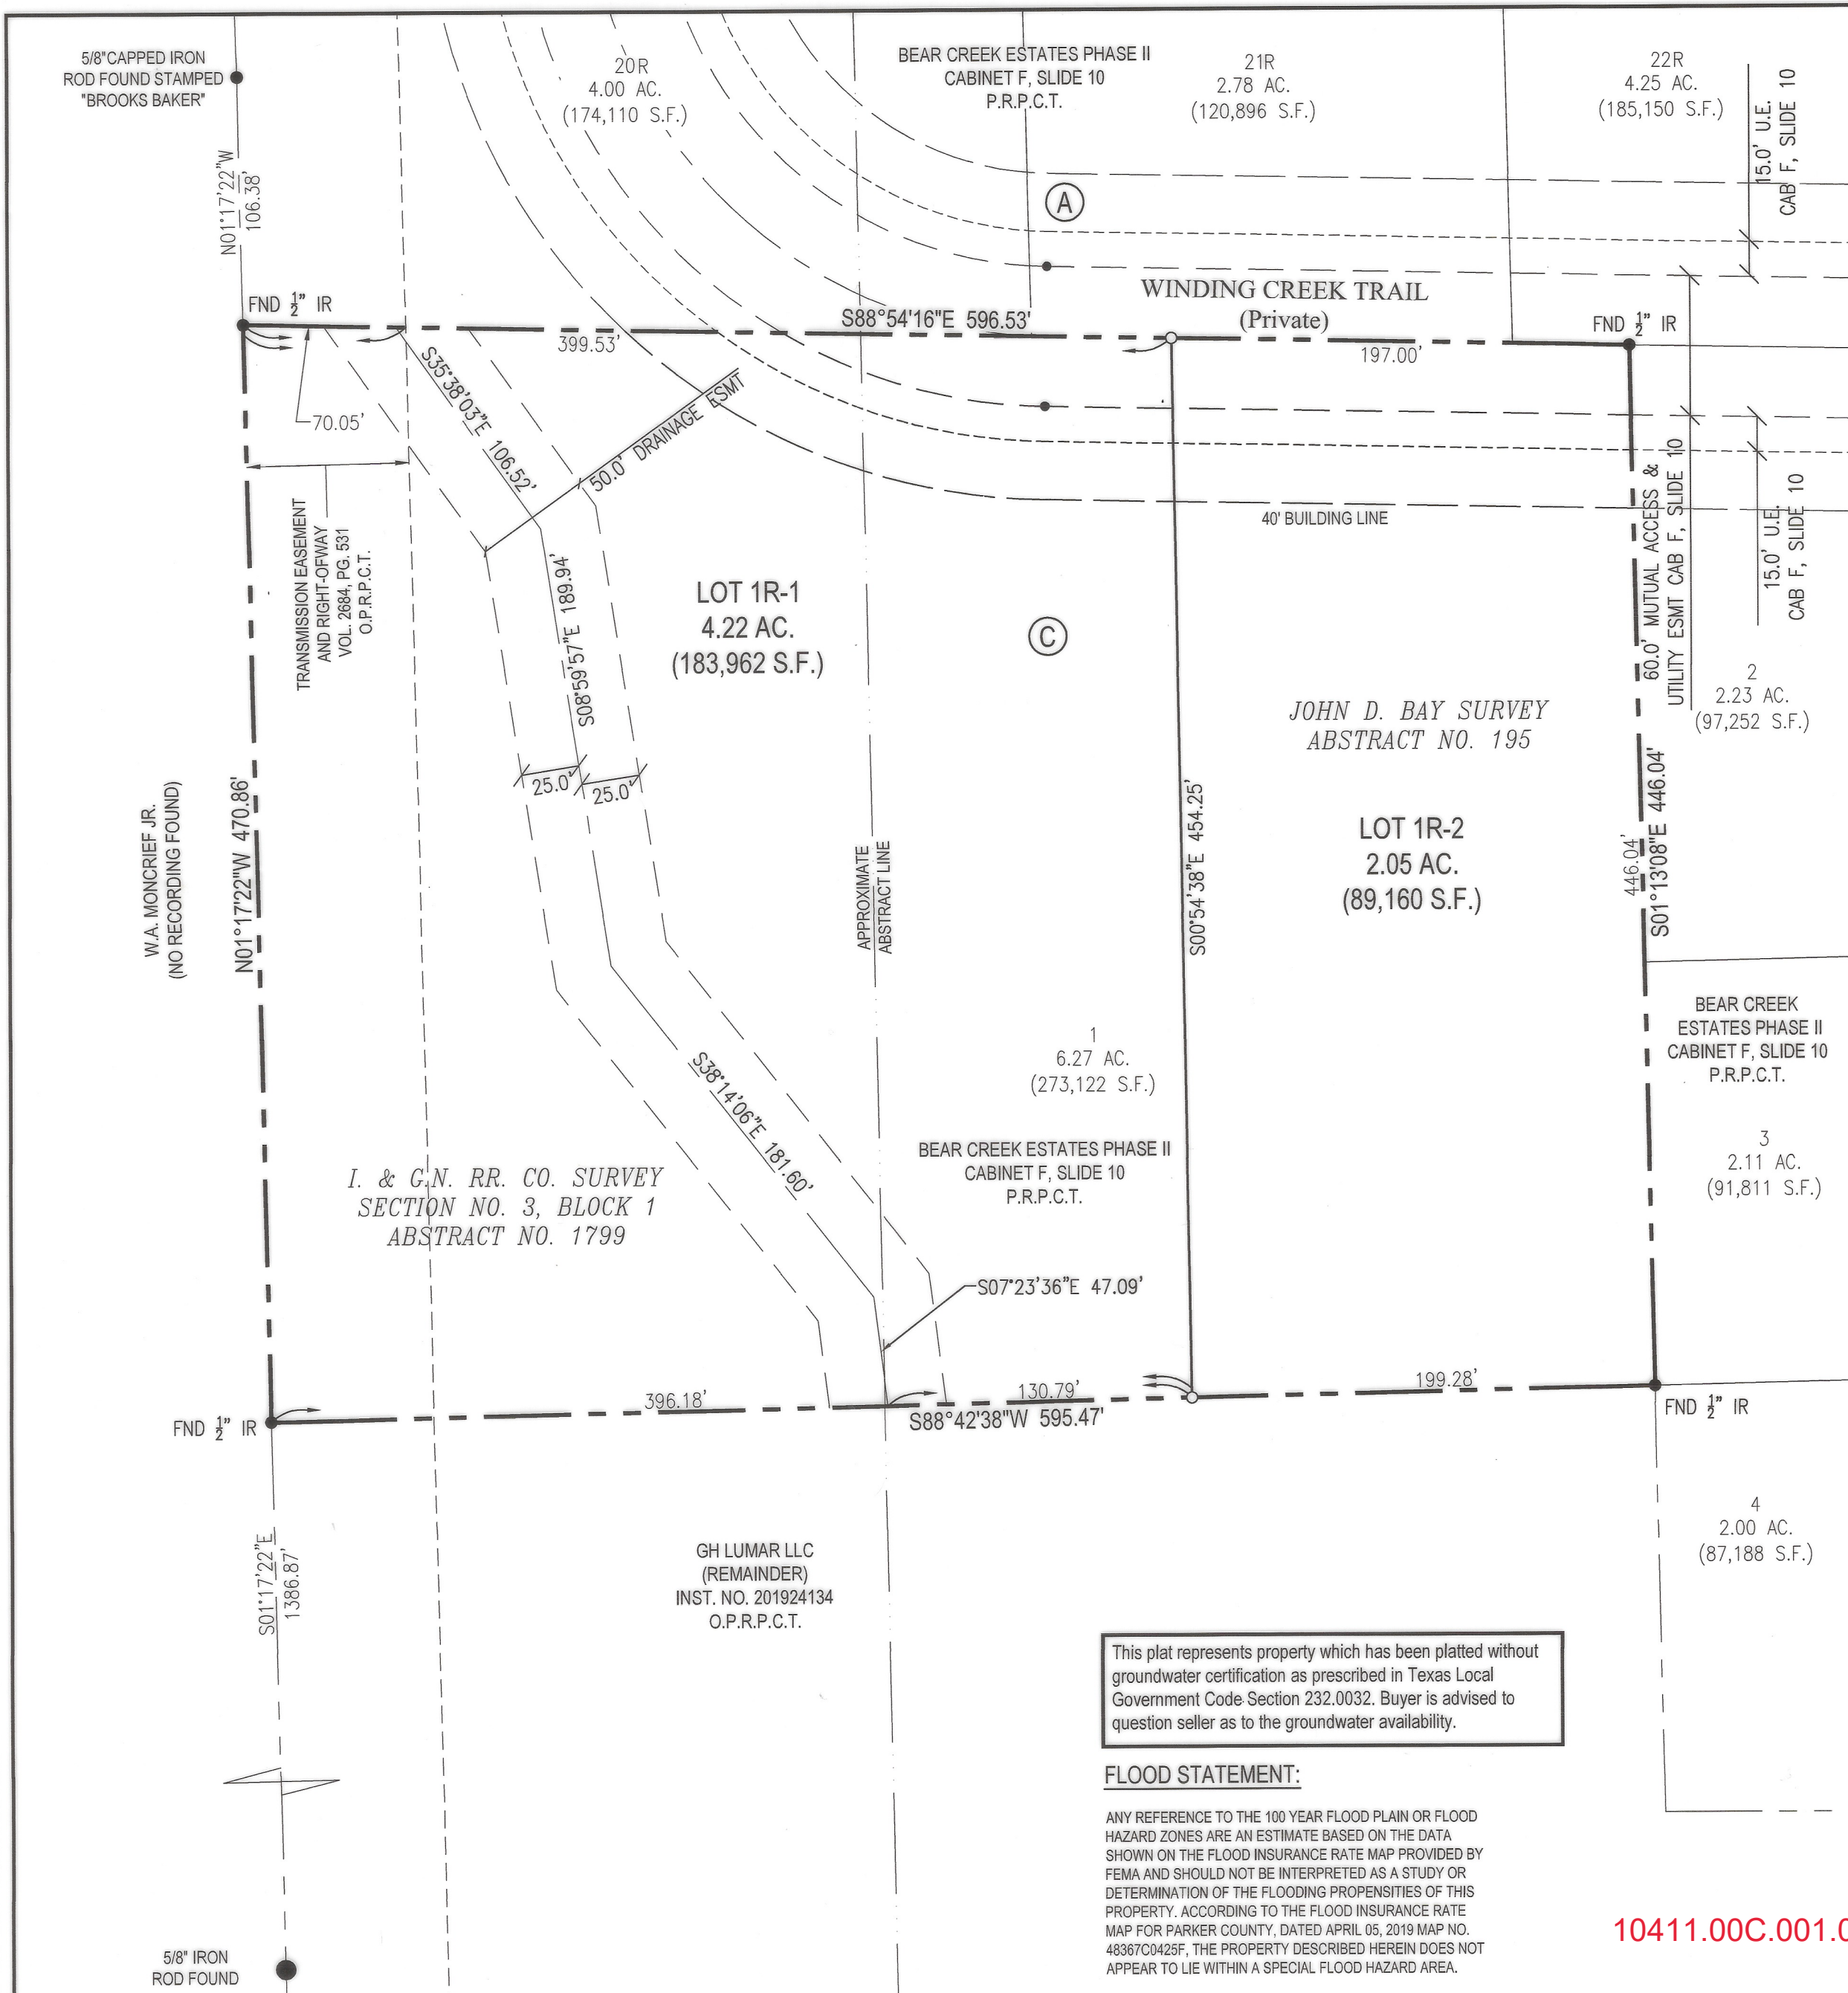 5/8"CAPPED IRON
ROD FOUND STAMPED
"BROOKS BAKER"
20R
4.00 AC.
(174,110 S.F.)
BEAR CREEK ESTATES PHASE II
CABINET F, SLIDE 10
P.R.P.C.T.
21R
2.78 AC.
(120,896 S.F.)
22R
4.25 AC.
(185,150 S.F.)
15.0' U.E.
CAB F, SLIDE 10
N01°17'22"W
106.38'
A
WINDING CREEK TRAIL
(Private)
FND 1/2" IR
S88°54'16"E 596.53'
399.53'
197.00'
FND 1/2" IR
70.05'
S35°38'03"E 106.52'
50.0' DRAINAGE ESMT
TRANSMISSION EASEMENT
AND RIGHT-OFWAY
VOL. 2684, PG. 531
O.P.R.P.C.T.
40' BUILDING LINE
60.0' MUTUAL ACCESS &
UTILITY ESMT CAB F, SLIDE 10
15.0' U.E.
CAB F, SLIDE 10
S08°59'57"E 189.94'
LOT 1R-1
4.22 AC.
(183,962 S.F.)
C
JOHN D. BAY SURVEY
ABSTRACT NO. 195
2
2.23 AC.
(97,252 S.F.)
25.0'
25.0'
W.A. MONCRIEF JR.
(NO RECORDING FOUND)
N01°17'22"W 470.86'
APPROXIMATE
ABSTRACT LINE
S00°54'38"E 454.25'
LOT 1R-2
2.05 AC.
(89,160 S.F.)
446.04'
S01°13'08"E 446.04'
BEAR CREEK
ESTATES PHASE II
CABINET F, SLIDE 10
P.R.P.C.T.
1
6.27 AC.
(273,122 S.F.)
S38°14'06"E 181.60'
BEAR CREEK ESTATES PHASE II
CABINET F, SLIDE 10
P.R.P.C.T.
3
2.11 AC.
(91,811 S.F.)
I. & G.N. RR. CO. SURVEY
SECTION NO. 3, BLOCK 1
ABSTRACT NO. 1799
S07°23'36"E 47.09'
396.18'
130.79'
199.28'
S88°42'38"W 595.47'
FND 1/2" IR
FND 1/2" IR
S01°17'22"E
1386.87'
GH LUMAR LLC
(REMAINDER)
INST. NO. 201924134
O.P.R.P.C.T.
4
2.00 AC.
(87,188 S.F.)
This plat represents property which has been platted without
groundwater certification as prescribed in Texas Local
Government Code Section 232.0032. Buyer is advised to
question seller as to the groundwater availability.
FLOOD STATEMENT:
ANY REFERENCE TO THE 100 YEAR FLOOD PLAIN OR FLOOD
HAZARD ZONES ARE AN ESTIMATE BASED ON THE DATA
SHOWN ON THE FLOOD INSURANCE RATE MAP PROVIDED BY
FEMA AND SHOULD NOT BE INTERPRETED AS A STUDY OR
DETERMINATION OF THE FLOODING PROPENSITIES OF THIS
PROPERTY. ACCORDING TO THE FLOOD INSURANCE RATE
MAP FOR PARKER COUNTY, DATED APRIL 05, 2019 MAP NO.
48367C0425F, THE PROPERTY DESCRIBED HEREIN DOES NOT
APPEAR TO LIE WITHIN A SPECIAL FLOOD HAZARD AREA.
10411.00C.001.0
5/8" IRON
ROD FOUND